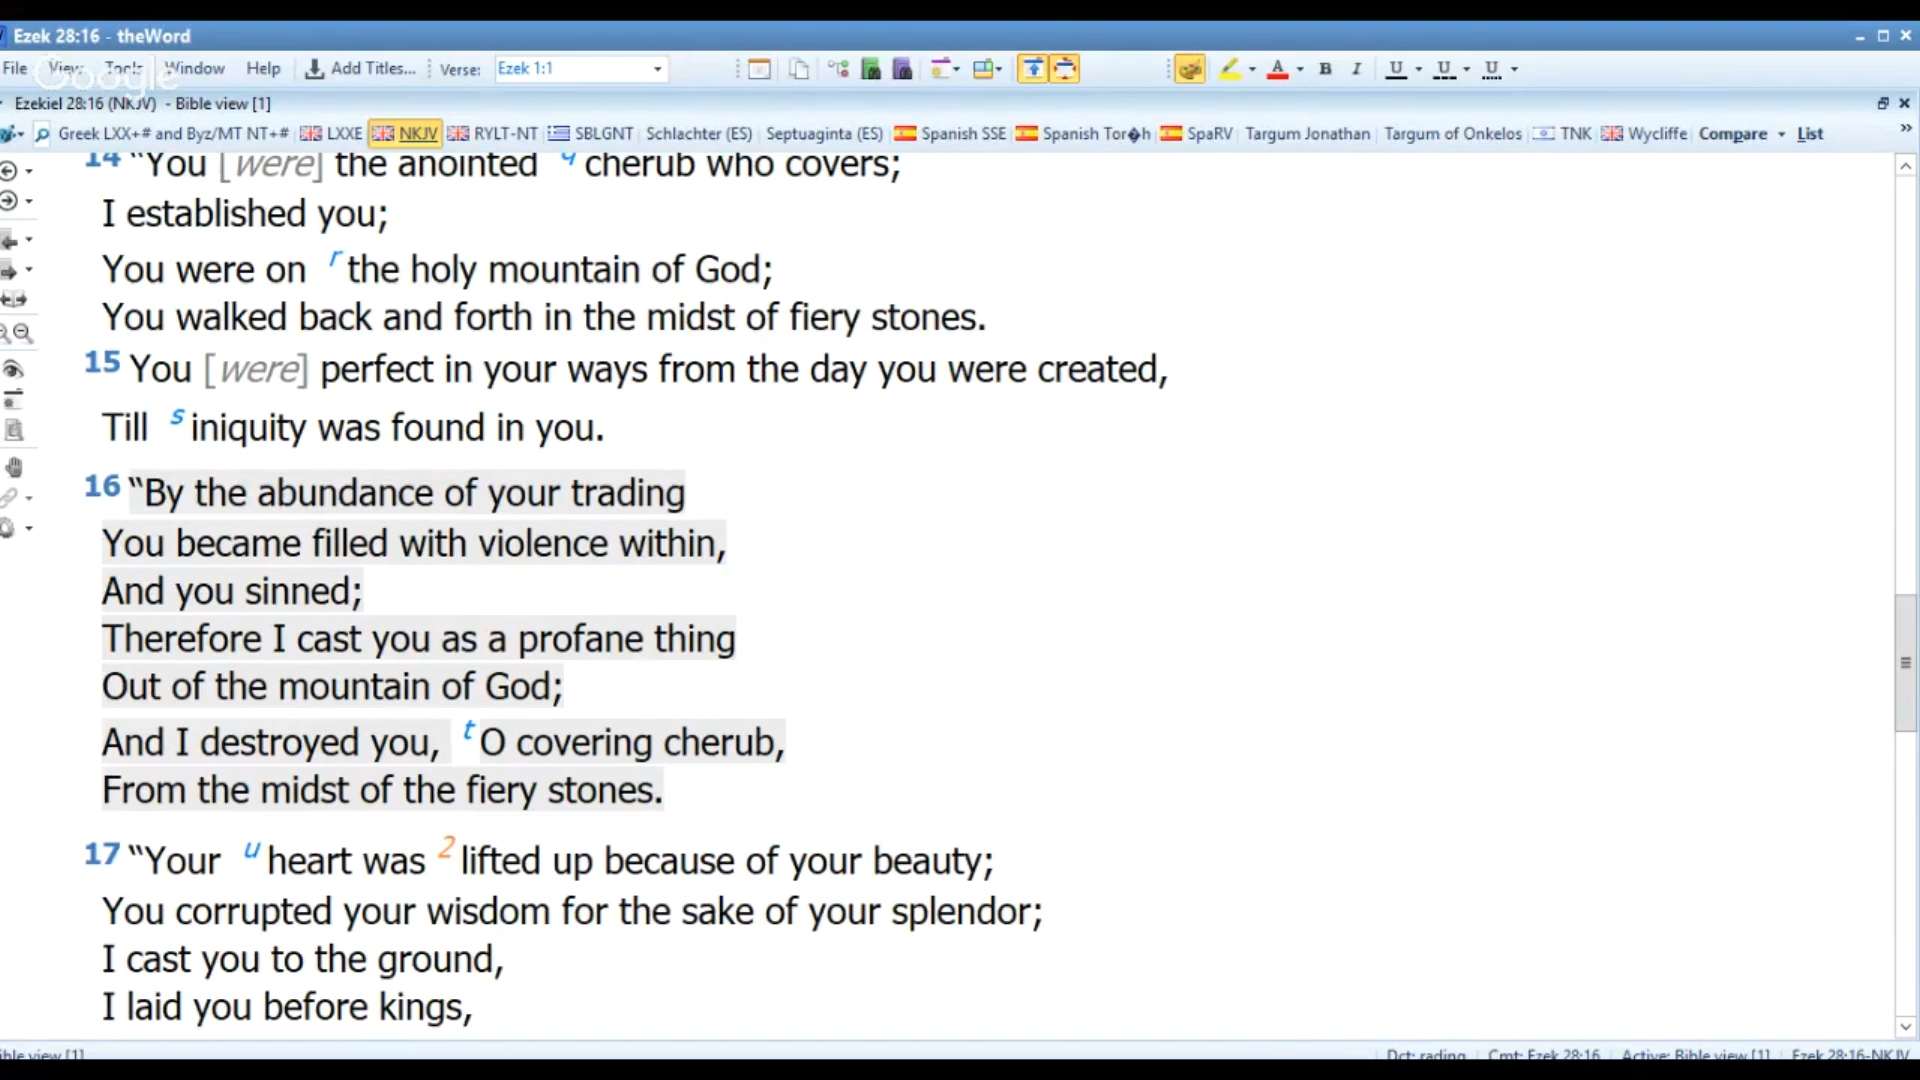 Ezek 28:16 - theWord
File View Tools Window Help Add Titles... Verse: Ezek 1:1 B I U U U
Google
Ezekiel 28:16 (NKJV) - Bible view [1]
Greek LXX+# and Byz/MT NT+# LXXE NKJV RYLT-NT SBLGNT Schlachter (ES) Septuaginta (ES) Spanish SSE Spanish Tor�h SpaRV Targum Jonathan Targum of Onkelos TNK Wycliffe Compare List
14 “You [were] the anointed q cherub who covers;
I established you;
You were on r the holy mountain of God;
You walked back and forth in the midst of fiery stones.
15 You [were] perfect in your ways from the day you were created,
Till s iniquity was found in you.
16 “By the abundance of your trading
You became filled with violence within,
And you sinned;
Therefore I cast you as a profane thing
Out of the mountain of God;
And I destroyed you, t O covering cherub,
From the midst of the fiery stones.
17 “Your u heart was 2 lifted up because of your beauty;
You corrupted your wisdom for the sake of your splendor;
I cast you to the ground,
I laid you before kings,
Bible view [1] Dct: rading Cmt: Ezek 28:16 Active: Bible view [1] Ezek 28:16-NKJV